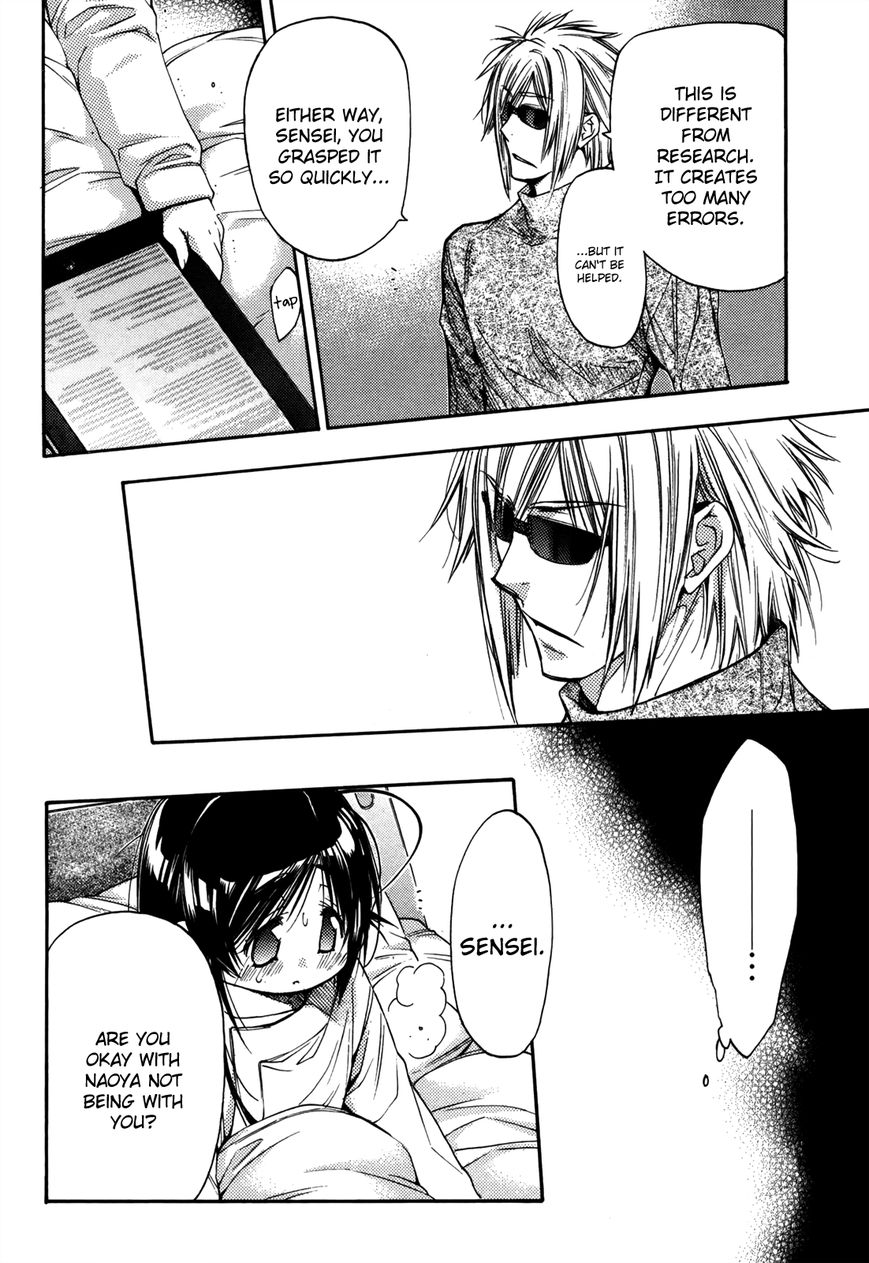 THIS IS
DIFFERENT
FROM
RESEARCH.
IT CREATES
TOO MANY
ERRORS.
...BUT IT
CAN'T BE
HELPED.
EITHER WAY,
SENSEI, YOU
GRASPED IT
SO QUICKLY...
tap
...
SENSEI.
ARE YOU
OKAY WITH
NAOYA NOT
BEING WITH
YOU?